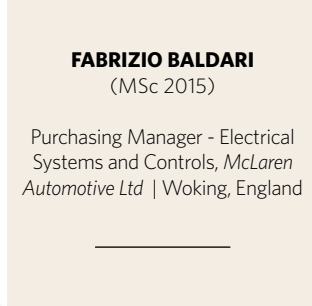 FABRIZIO BALDARI
(MSc 2015)
Purchasing Manager - Electrical
Systems and Controls, McLaren
Automotive Ltd | Woking, England